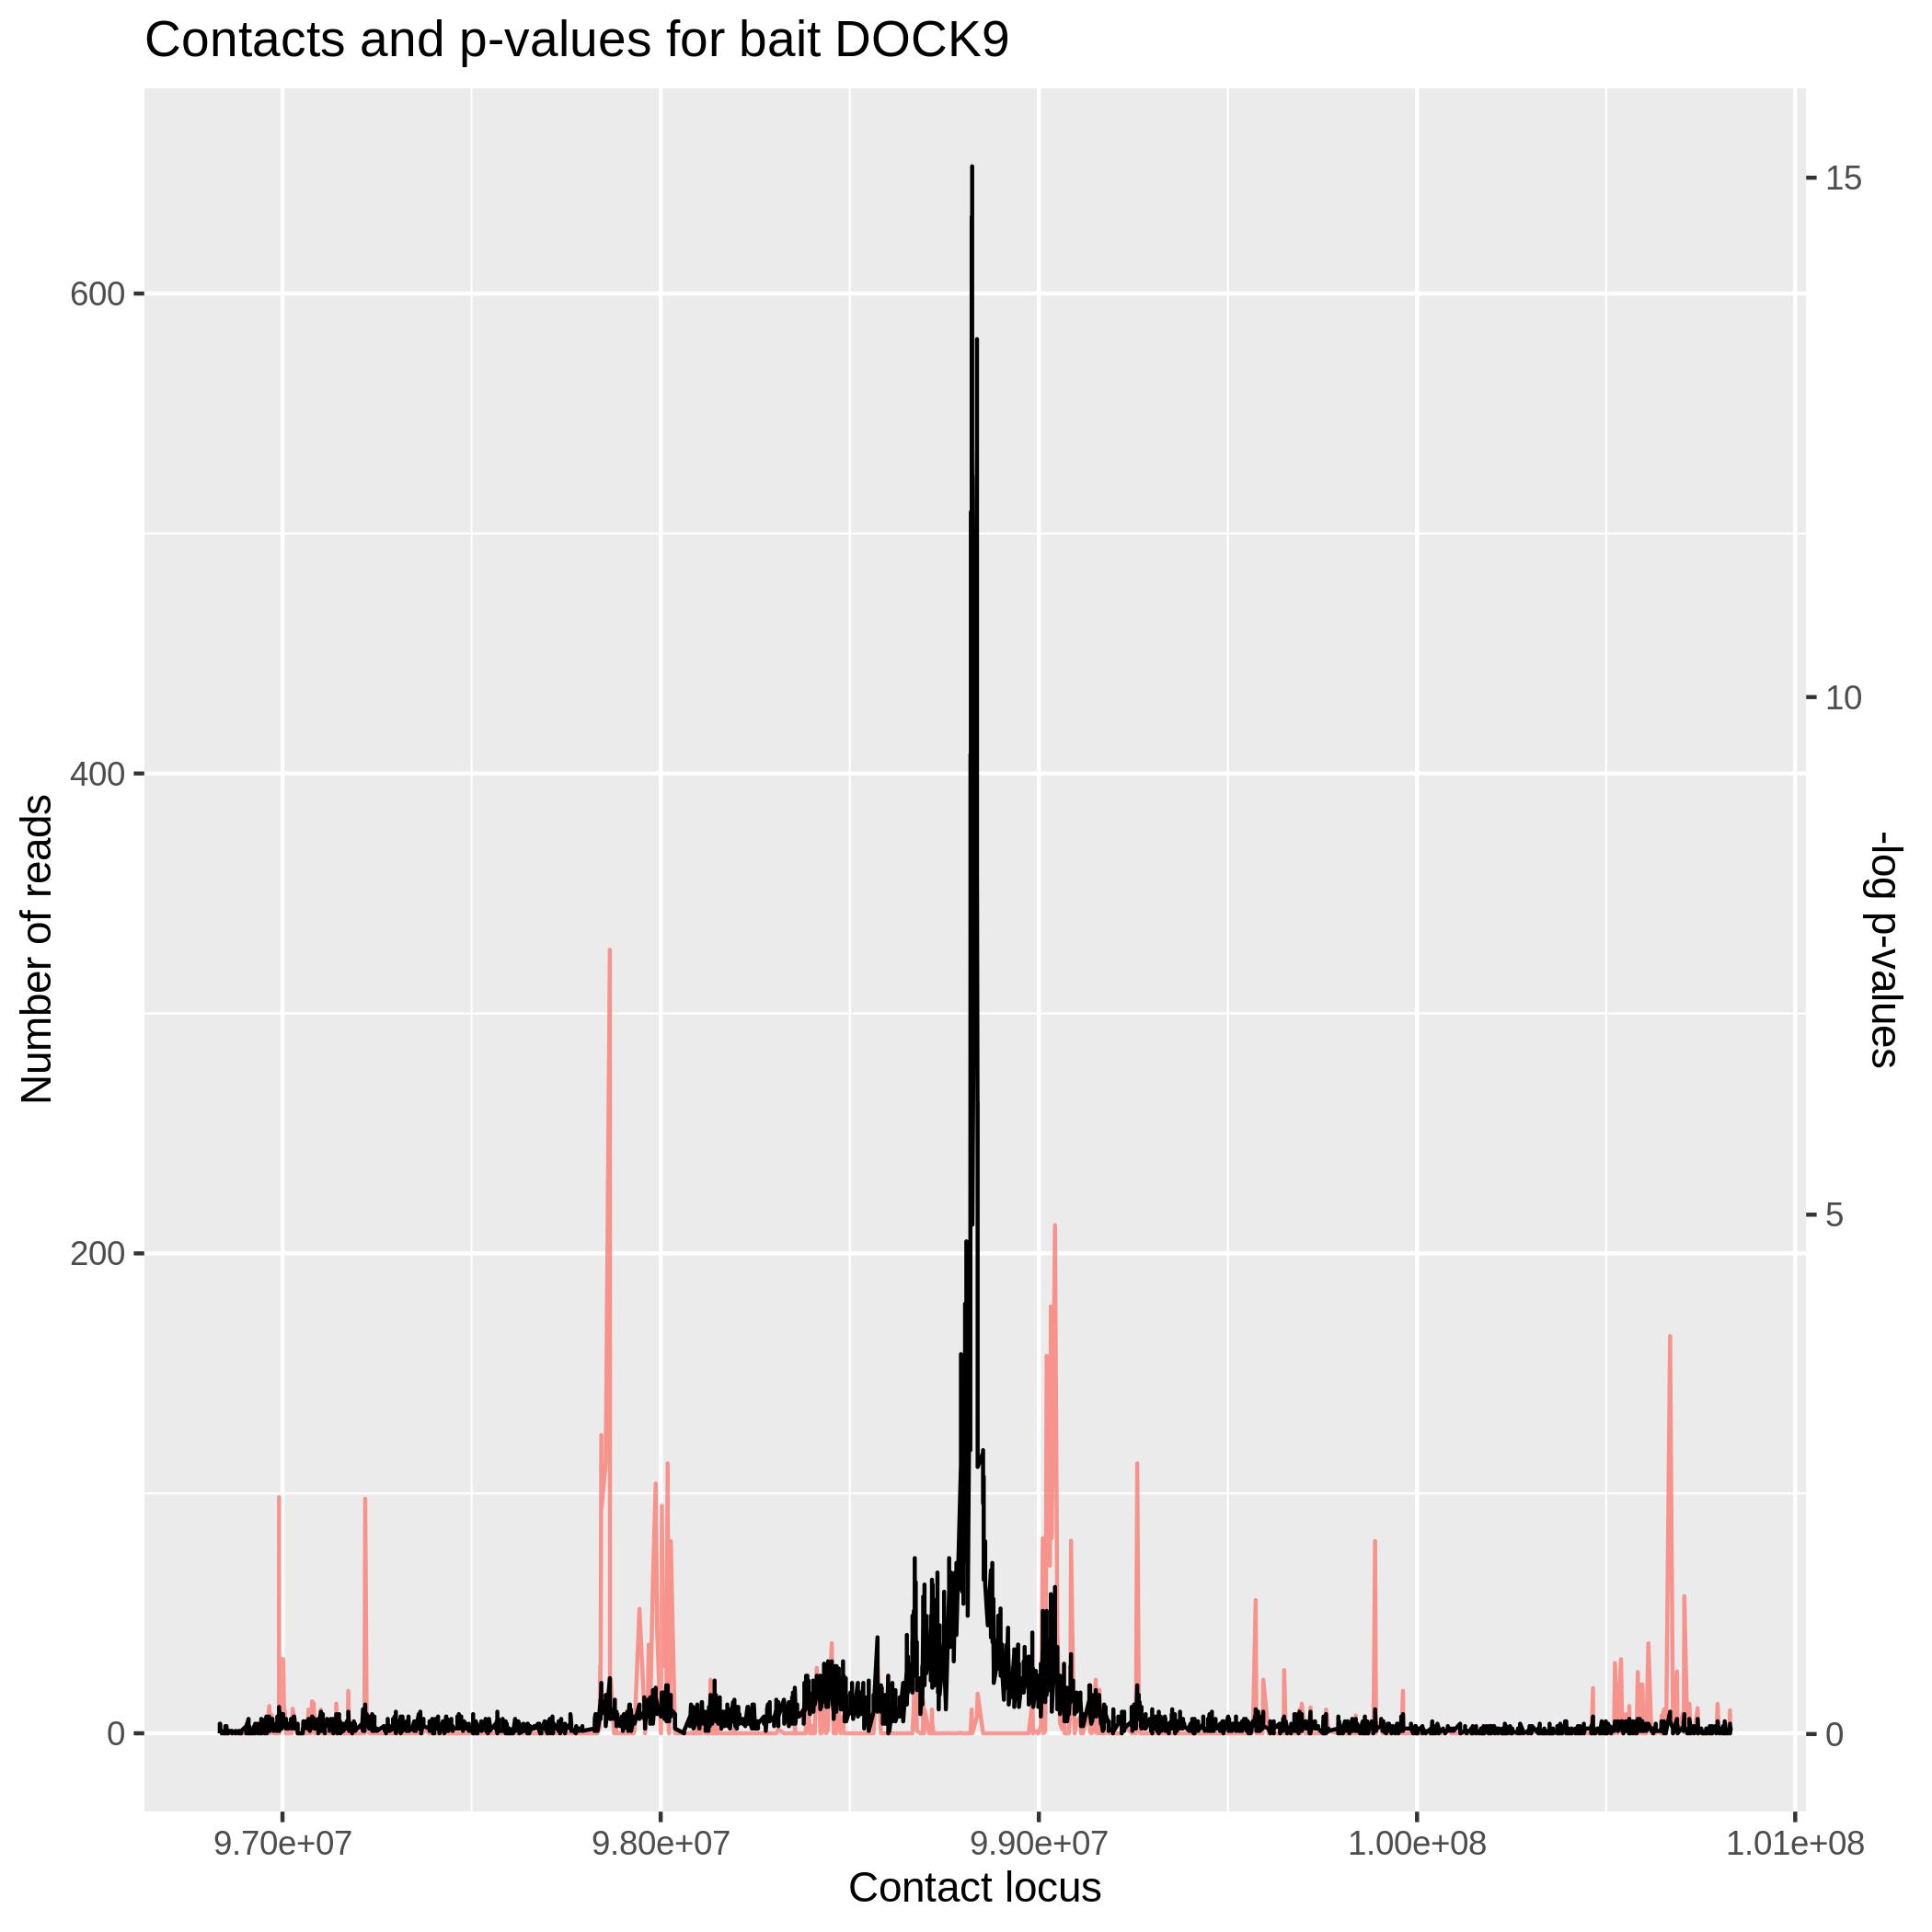 Contacts and p-values for bait DOCK9
Number of reads
600
400
200
0
15
10
5
0
-log p-values
9.70e+07 9.80e+07 9.90e+07 1.00e+08 1.01e+08
Contact locus